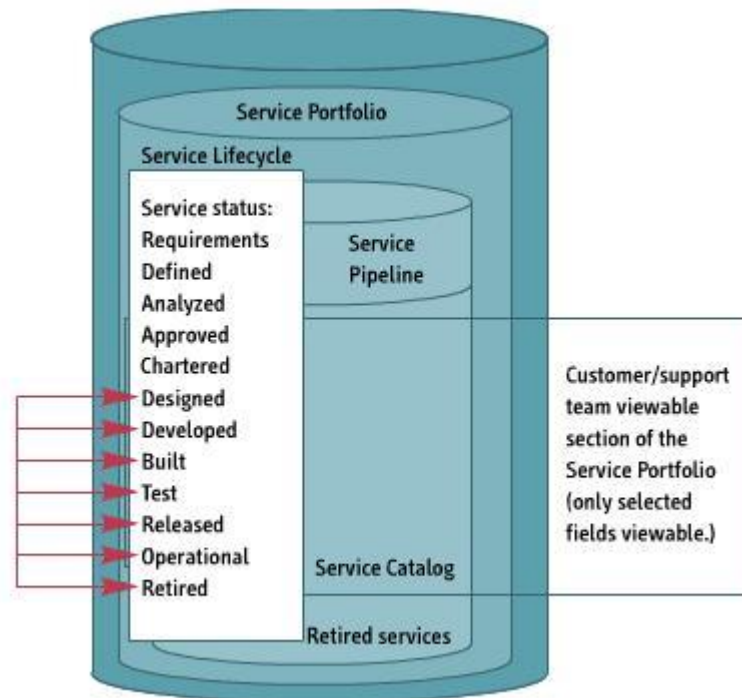 Service Portfolio
Service Lifecycle
Service status:
Requirements
Defined
Analyzed
Approved
Chartered
Designed
Developed
Built
Test
Released
Operational
Retired
Service
Pipeline
Service Catalog
Retired services
Customer/support
team viewable
section of the
Service Portfolio
(only selected
fields viewable.)